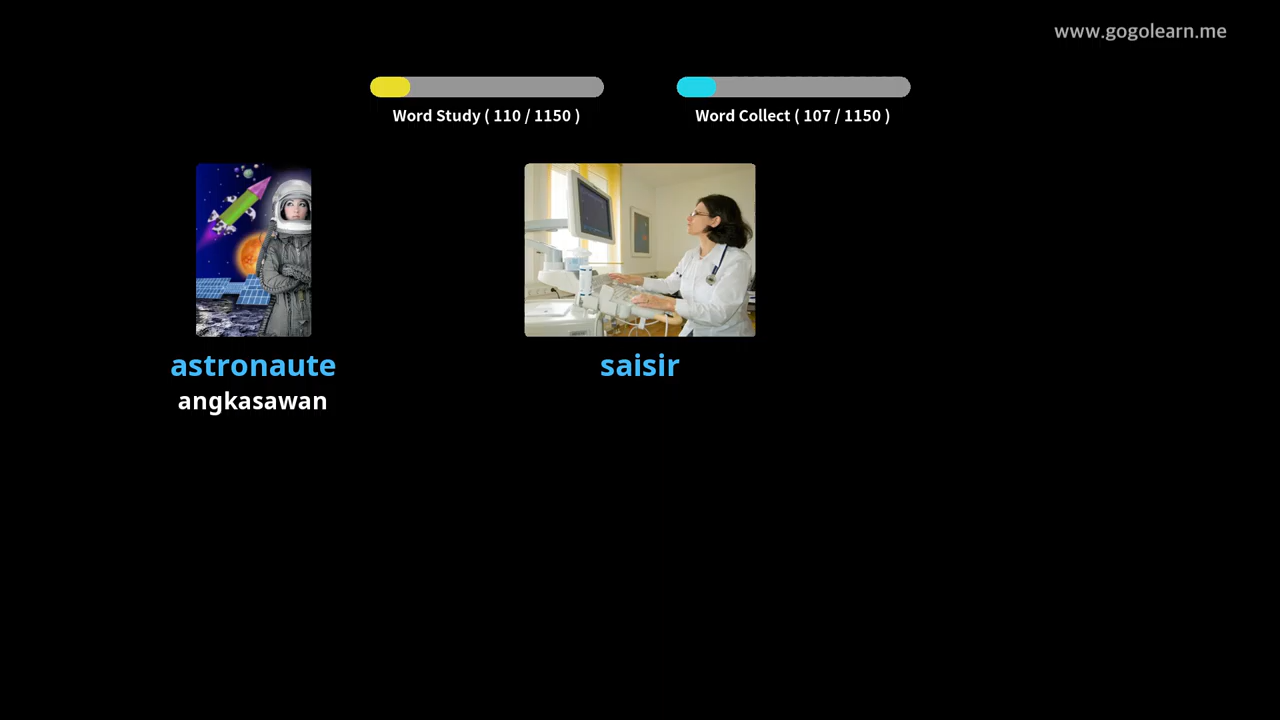 www.gogolearn.me
Word Study ( 110 / 1150 )
Word Collect ( 107 / 1150 )
astronaute
saisir
angkasawan